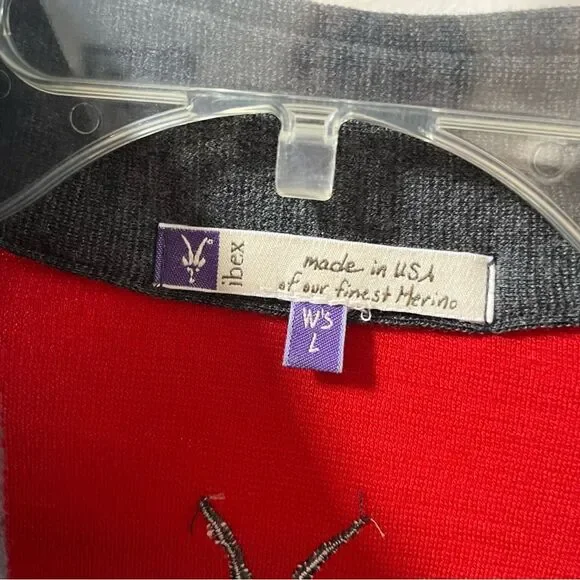 ibex
made in USA
of our finest Merino
W's
L